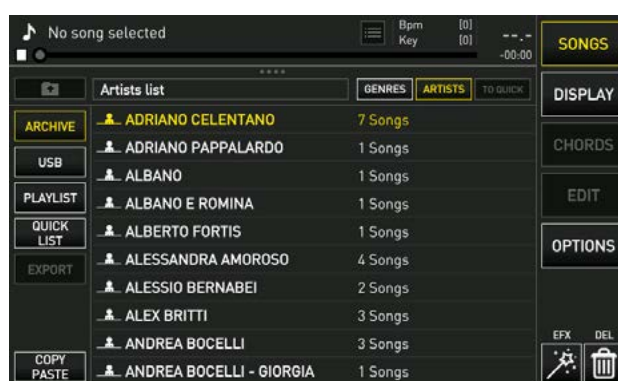 No song selected
Bpm [0]
Key [0]
--.-
-00:00
SONGS
Artists list
GENRES
ARTISTS
TO QUICK
DISPLAY
ARCHIVE
USB
PLAYLIST
QUICK
LIST
EXPORT
COPY
PASTE
ADRIANO CELENTANO 7 Songs
ADRIANO PAPPALARDO 1 Songs
ALBANO 1 Songs
ALBANO E ROMINA 1 Songs
ALBERTO FORTIS 1 Songs
ALESSANDRA AMOROSO 4 Songs
ALESSIO BERNABEI 2 Songs
ALEX BRITTI 3 Songs
ANDREA BOCELLI 3 Songs
ANDREA BOCELLI - GIORGIA 1 Songs
CHORDS
EDIT
OPTIONS
EFX DEL